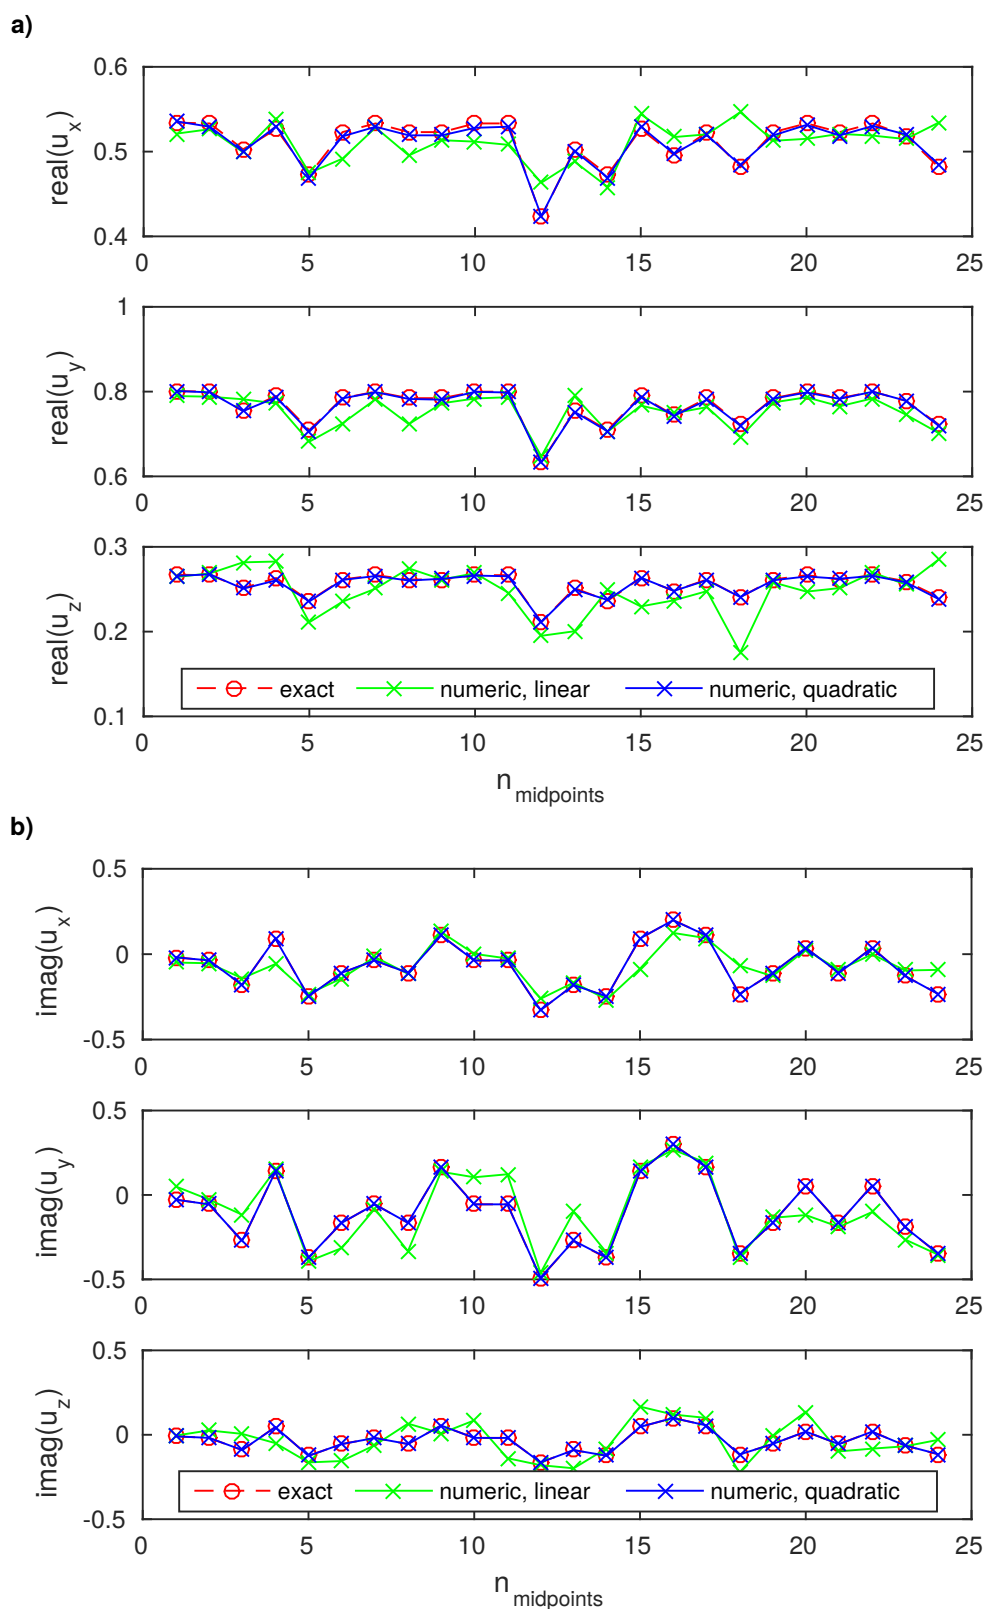 a)
0.6
0.5
0.4
real(u_x)
0 5 10 15 20 25
1
0.8
0.6
real(u_y)
0 5 10 15 20 25
0.3
0.2
0.1
real(u_z)
exact numeric, linear numeric, quadratic
0 5 10 15 20 25
n_midpoints
b)
0.5
0
-0.5
imag(u_x)
0 5 10 15 20 25
0.5
0
-0.5
imag(u_y)
0 5 10 15 20 25
0.5
0
-0.5
imag(u_z)
exact numeric, linear numeric, quadratic
0 5 10 15 20 25
n_midpoints